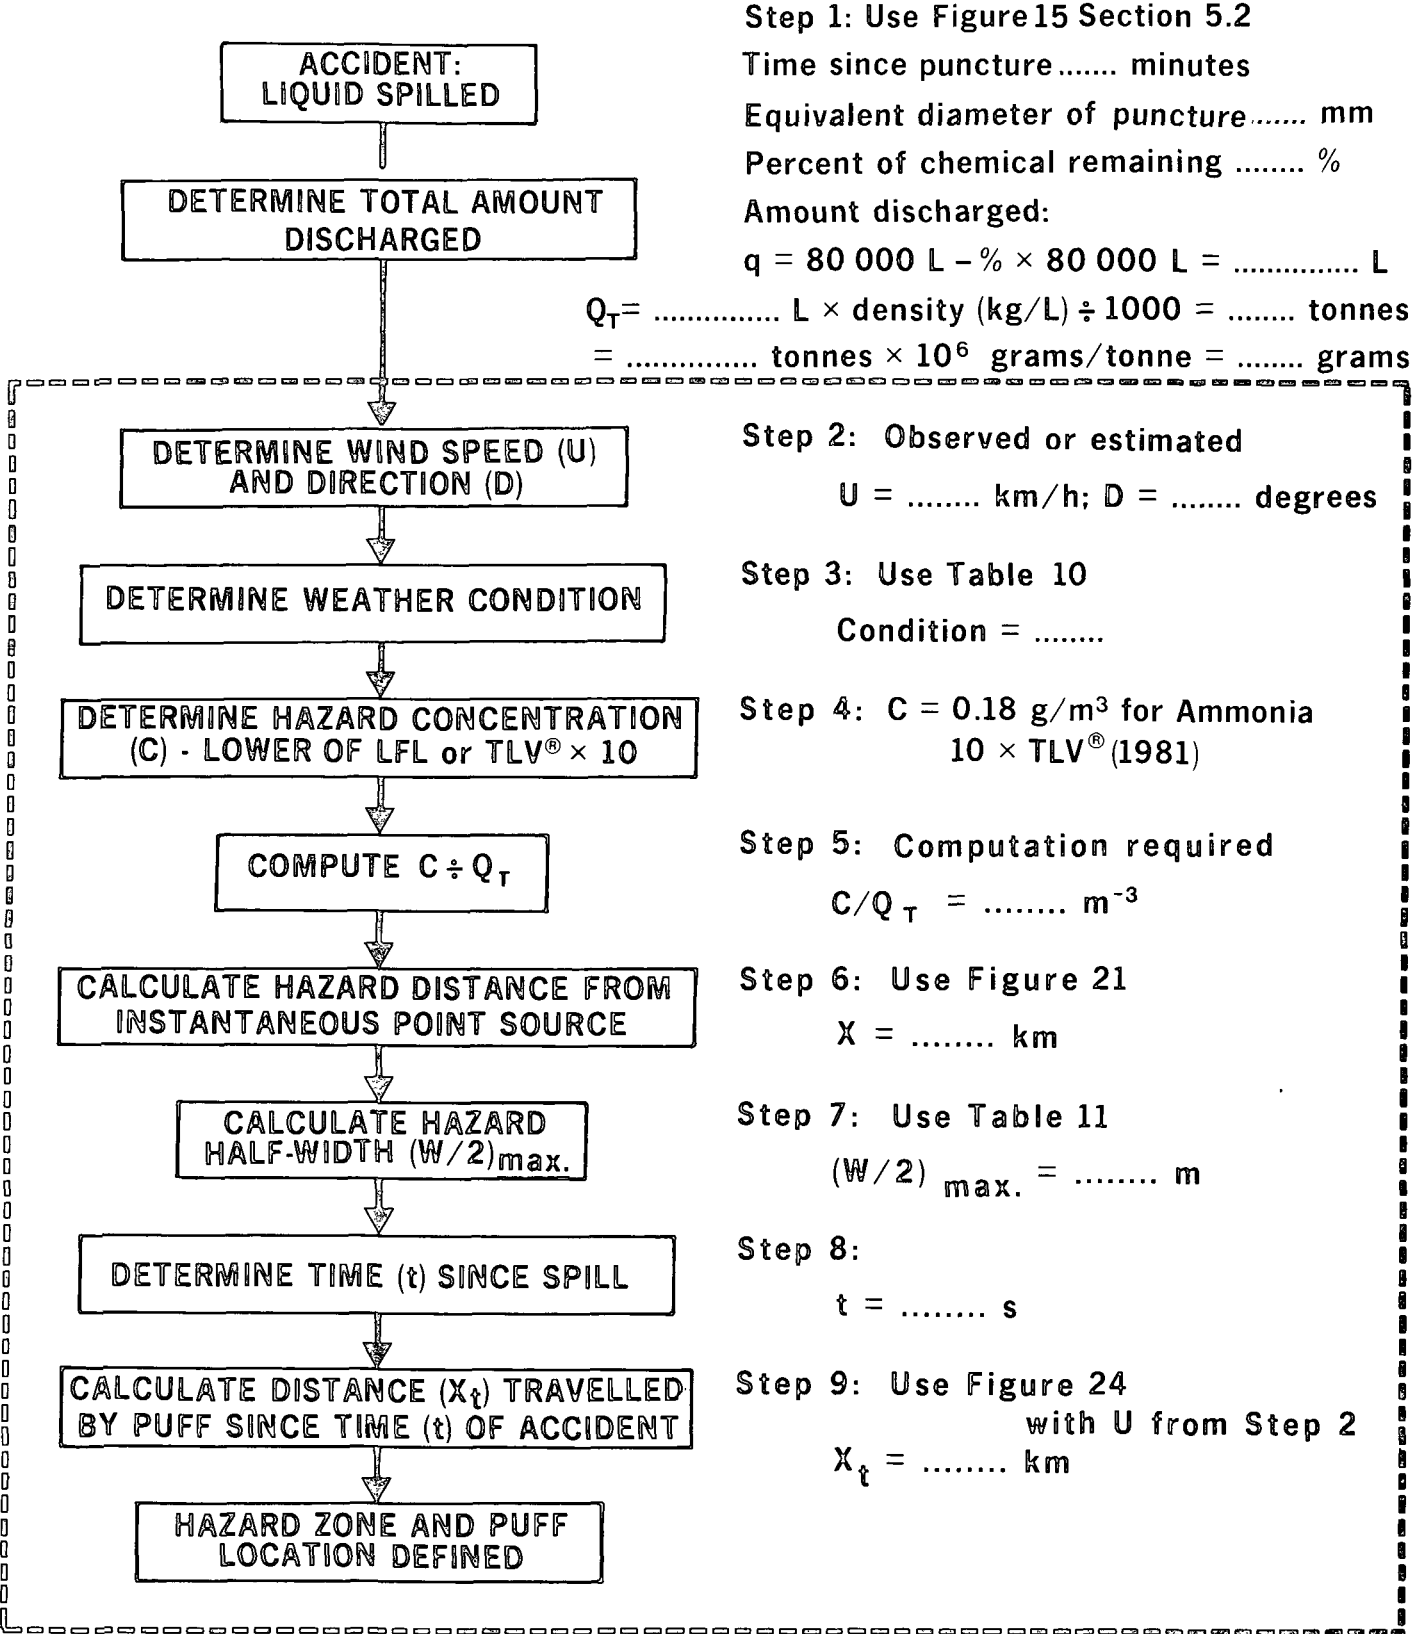 ACCIDENT:
LIQUID SPILLED
DETERMINE TOTAL AMOUNT
DISCHARGED
Step 1: Use Figure 15 Section 5.2
Time since puncture ....... minutes
Equivalent diameter of puncture ....... mm
Percent of chemical remaining ........ %
Amount discharged:
q = 80 000 L – % × 80 000 L = ............... L
Q_T = ............... L × density (kg/L) ÷ 1000 = ........ tonnes
= ............... tonnes × 10⁶ grams/tonne = ........ grams
DETERMINE WIND SPEED (U)
AND DIRECTION (D)
Step 2: Observed or estimated
U = ........ km/h; D = ........ degrees
DETERMINE WEATHER CONDITION
Step 3: Use Table 10
Condition = ........
DETERMINE HAZARD CONCENTRATION
(C) - LOWER OF LFL or TLV® × 10
Step 4: C = 0.18 g/m³ for Ammonia
10 × TLV® (1981)
COMPUTE C ÷ Q_T
Step 5: Computation required
C/Q_T = ........ m⁻³
CALCULATE HAZARD DISTANCE FROM
INSTANTANEOUS POINT SOURCE
Step 6: Use Figure 21
X = ........ km
CALCULATE HAZARD
HALF-WIDTH (W/2)max.
Step 7: Use Table 11
(W/2) max. = ........ m
DETERMINE TIME (t) SINCE SPILL
Step 8:
t = ........ s
CALCULATE DISTANCE (X_t) TRAVELLED
BY PUFF SINCE TIME (t) OF ACCIDENT
Step 9: Use Figure 24
with U from Step 2
X_t = ........ km
HAZARD ZONE AND PUFF
LOCATION DEFINED